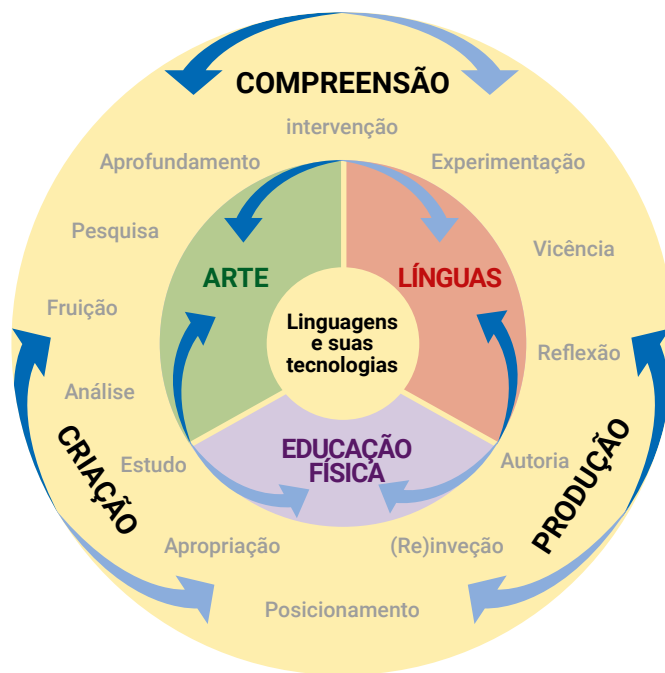 COMPREENSÃO
intervenção
Aprofundamento
Experimentação
Pesquisa
Vicência
ARTE
LÍNGUAS
Fruição
Linguagens
e suas
tecnologias
Reflexão
Análise
CRIAÇÃO
PRODUÇÃO
EDUCAÇÃO
FÍSICA
Estudo
Autoria
Apropriação
(Re)inveção
Posicionamento